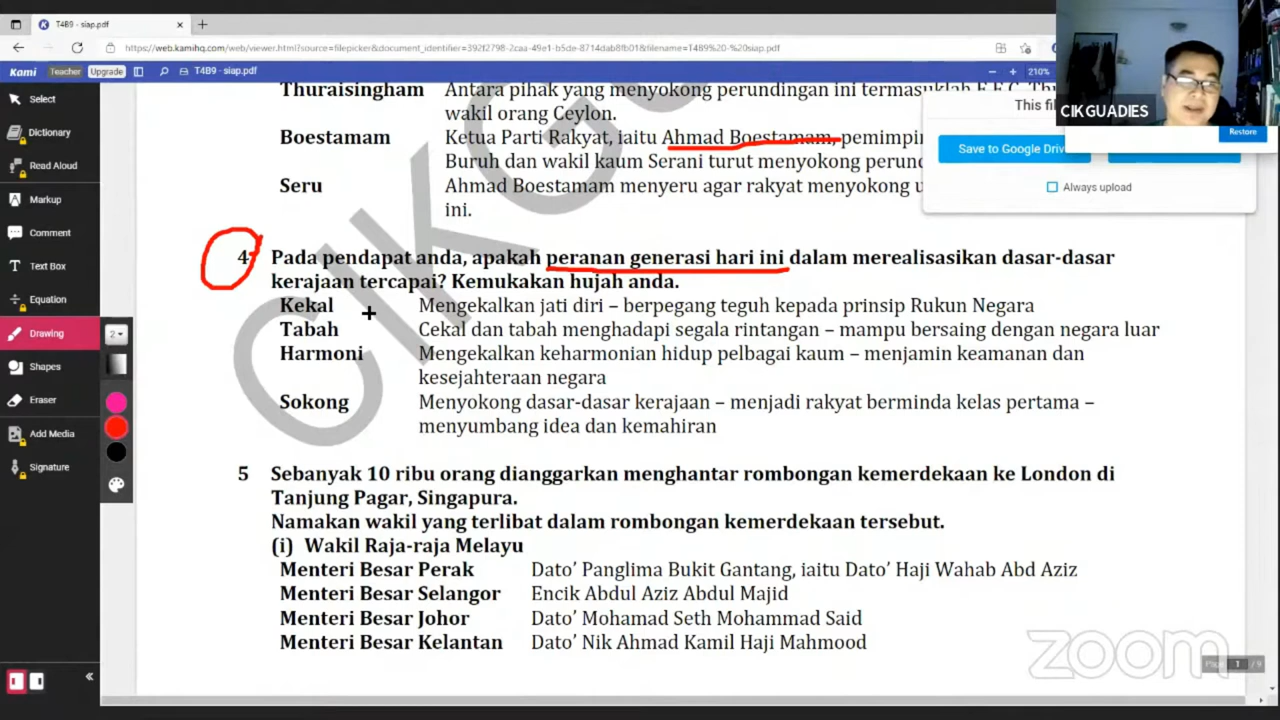 T4B9 - siap.pdf
https://web.kamihq.com/web/viewer.html?source=filepicker&document_identifier=392f2798-2caa-49e1-b5de-8714dab8fb01&filename=T4B9%20-%20siap.pdf
Kami Teacher Upgrade T4B9 - siap.pdf 210%
Select
Dictionary
Read Aloud
Markup
Comment
Text Box
Equation
Drawing
2
Shapes
Eraser
Add Media
Signature
CIKGUADIES
Restore
This
Save to Google
Always upload
Thuraisingham Antara pihak yang menyokong perundingan ini termasuklah E.E.C.
wakil orang Ceylon.
Boestamam Ketua Parti Rakyat, iaitu Ahmad Boestamam, pemimpin
Buruh dan wakil kaum Serani turut menyokong
Seru Ahmad Boestamam menyeru agar rakyat menyokong
ini.
4 Pada pendapat anda, apakah peranan generasi hari ini dalam merealisasikan dasar-dasar
kerajaan tercapai? Kemukakan hujah anda.
Kekal Mengekalkan jati diri – berpegang teguh kepada prinsip Rukun Negara
Tabah Cekal dan tabah menghadapi segala rintangan – mampu bersaing dengan negara luar
Harmoni Mengekalkan keharmonian hidup pelbagai kaum – menjamin keamanan dan
kesejahteraan negara
Sokong Menyokong dasar-dasar kerajaan – menjadi rakyat berminda kelas pertama –
menyumbang idea dan kemahiran
5 Sebanyak 10 ribu orang dianggarkan menghantar rombongan kemerdekaan ke London di
Tanjung Pagar, Singapura.
Namakan wakil yang terlibat dalam rombongan kemerdekaan tersebut.
(i) Wakil Raja-raja Melayu
Menteri Besar Perak Dato’ Panglima Bukit Gantang, iaitu Dato’ Haji Wahab Abd Aziz
Menteri Besar Selangor Encik Abdul Aziz Abdul Majid
Menteri Besar Johor Dato’ Mohamad Seth Mohammad Said
Menteri Besar Kelantan Dato’ Nik Ahmad Kamil Haji Mahmood
zoom
Page 1 / 9